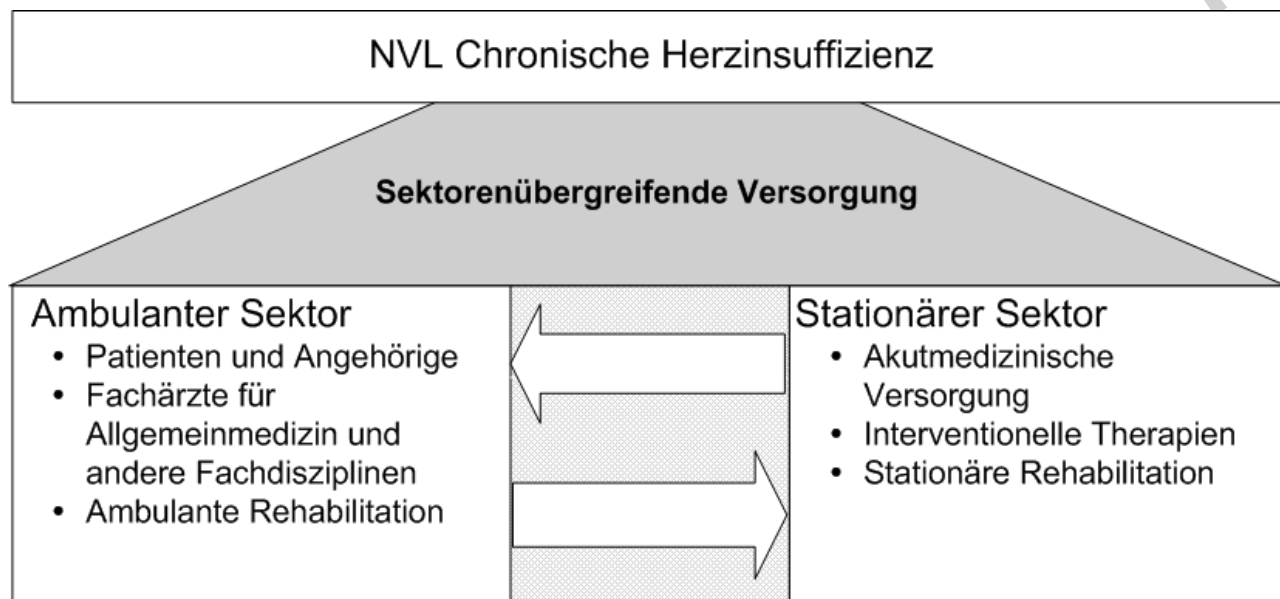 NVL Chronische Herzinsuffizienz
Sektorenübergreifende Versorgung
Ambulanter Sektor
• Patienten und Angehörige
• Fachärzte für
Allgemeinmedizin und
andere Fachdisziplinen
• Ambulante Rehabilitation
Stationärer Sektor
• Akutmedizinische
Versorgung
• Interventionelle Therapien
• Stationäre Rehabilitation